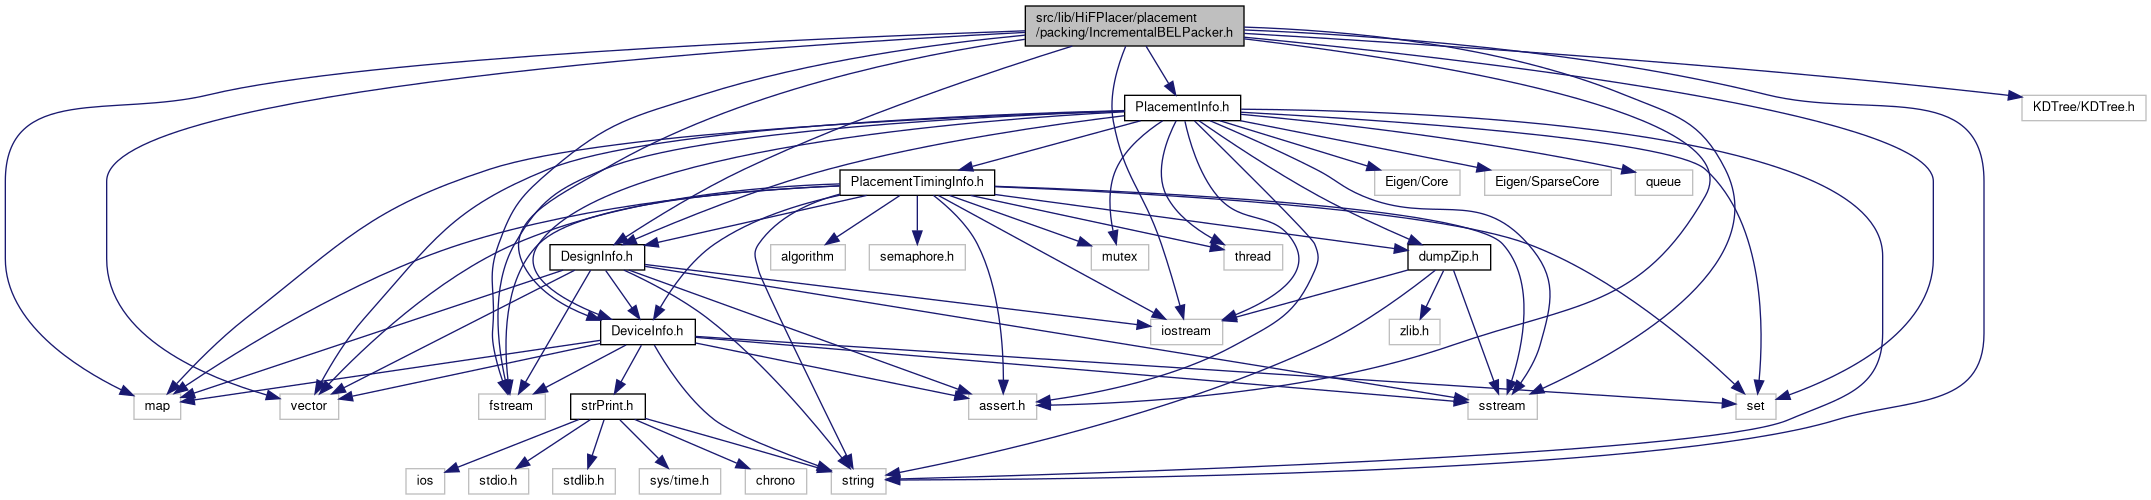 src/lib/HiFPlacer/placement
/packing/IncrementalBELPacker.h
PlacementInfo.h
KDTree/KDTree.h
PlacementTimingInfo.h
Eigen/Core
Eigen/SparseCore
queue
DesignInfo.h
algorithm
semaphore.h
mutex
thread
dumpZip.h
DeviceInfo.h
iostream
zlib.h
map
vector
fstream
strPrint.h
assert.h
sstream
set
ios
stdio.h
stdlib.h
sys/time.h
chrono
string